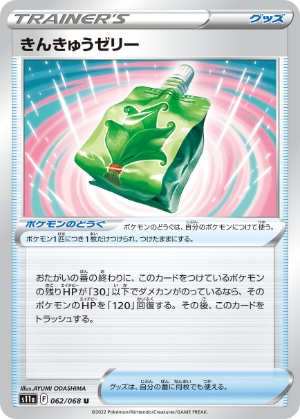 TRAINER'S
グッズ
きんきゅうゼリー
ポケモンのどうぐ
ポケモンのどうぐは、自分のポケモンにつけて使う。
ポケモン1匹につき1枚だけつけられ、つけたままにする。
おたがいの番の終わりに、このカードをつけているポケモン
の残りHPが「30」以下でダメカンがのっているなら、そ
のポケモンのHPを「120」回復する。その後、このカードを
トラッシュする。
Illus. AYUMI ODASHIMA
s11a F 062/068 U
グッズは、自分の番に何枚でも使える。
©2022 Pokémon/Nintendo/Creatures/GAME FREAK.